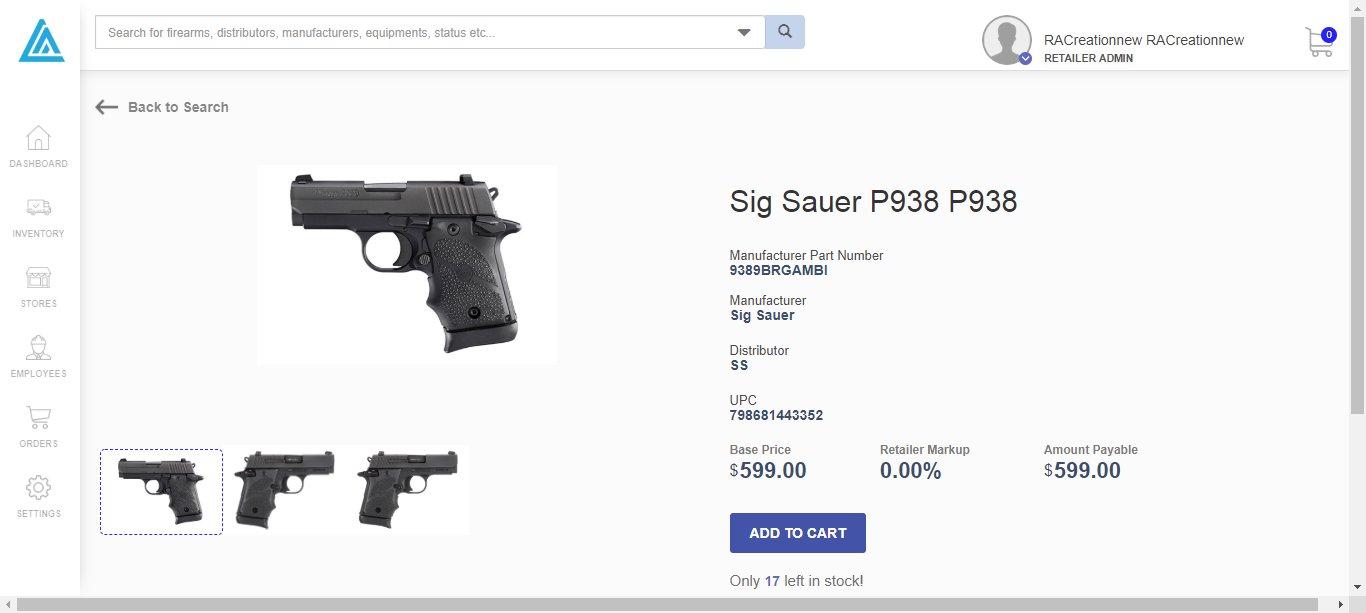 Search for firearms, distributors, manufacturers, equipments, status etc...
RACreationnew RACreationnew
RETAILER ADMIN
0
Back to Search
DASHBOARD
INVENTORY
STORES
EMPLOYEES
ORDERS
SETTINGS
Sig Sauer P938 P938
Manufacturer Part Number
9389BRGAMBI
Manufacturer
Sig Sauer
Distributor
SS
UPC
798681443352
Base Price Retailer Markup Amount Payable
$599.00 0.00% $599.00
ADD TO CART
Only 17 left in stock!